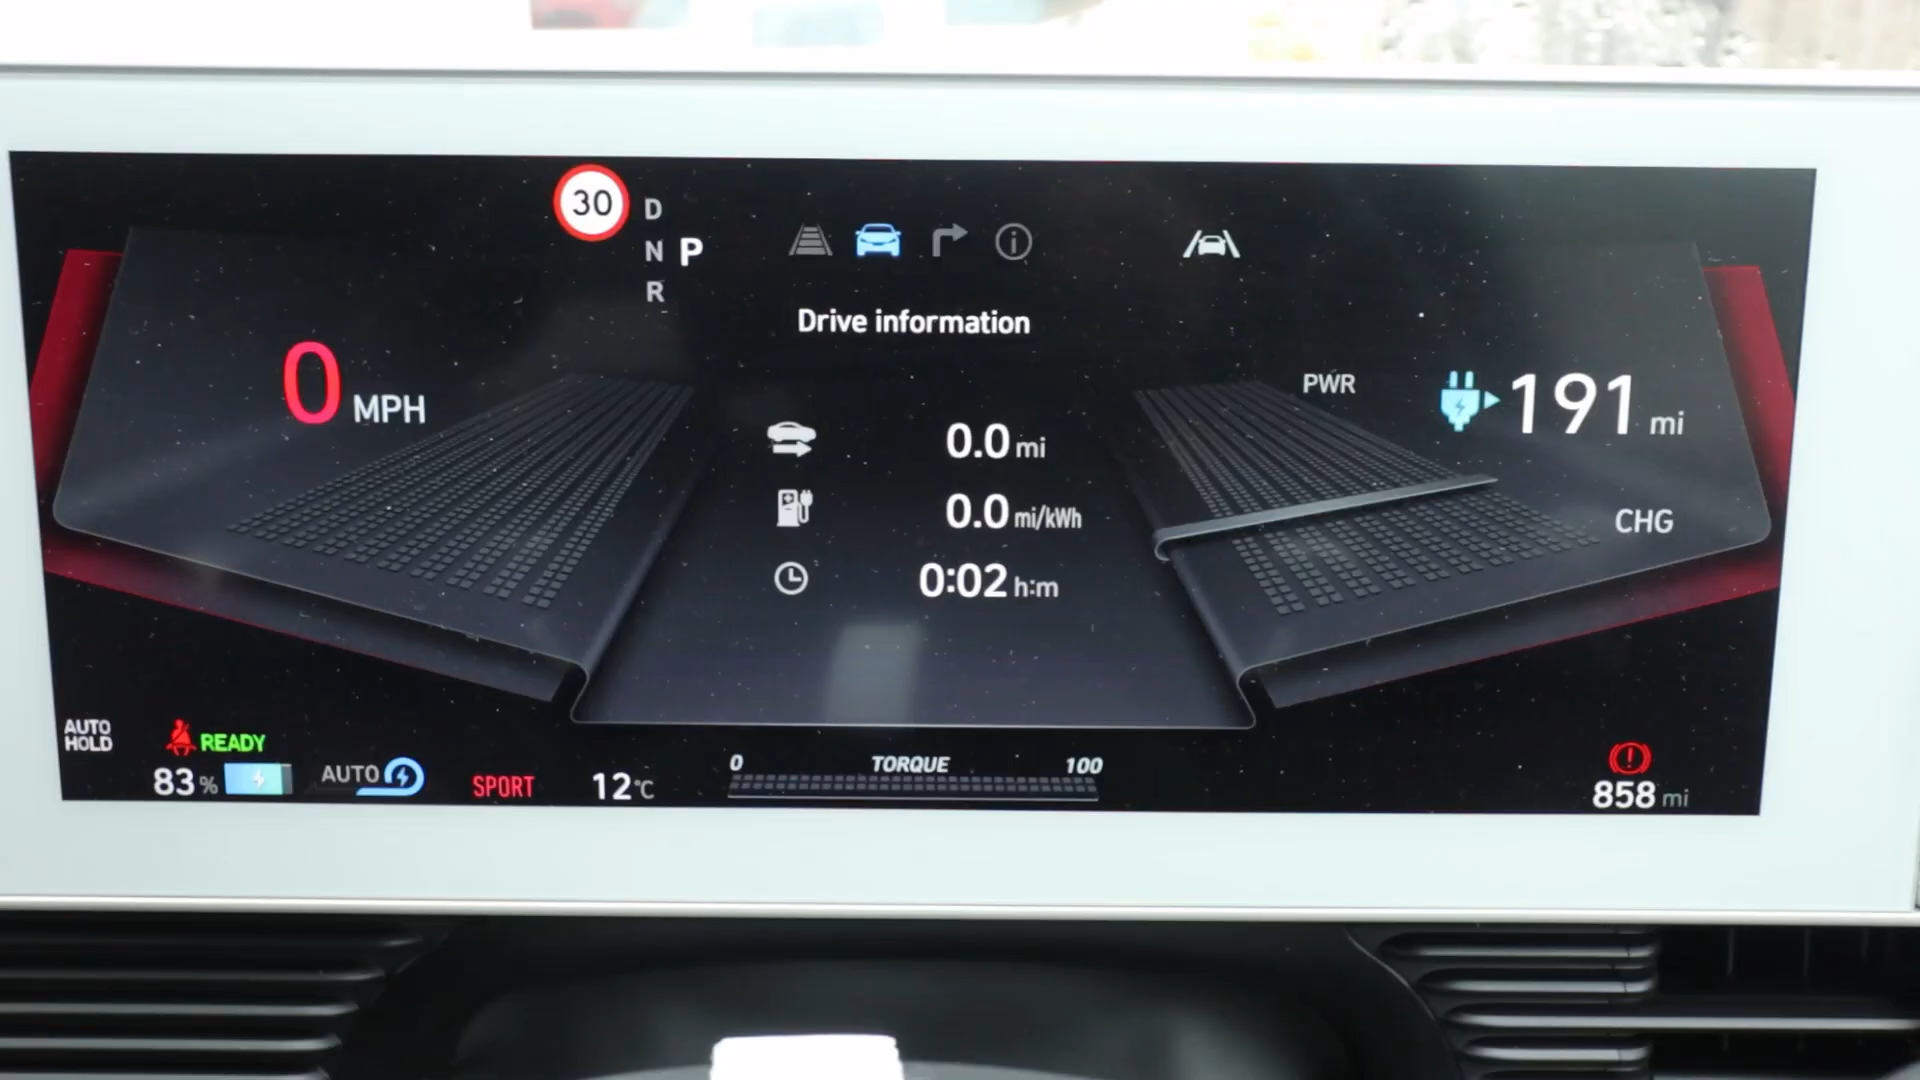 30
D
N P
R
Drive information
0 MPH
PWR
191 mi
0.0 mi
0.0 mi/kWh
0:02 h:m
CHG
AUTO
HOLD
READY
83 %
AUTO
SPORT
12 °C
0 TORQUE 100
858 mi